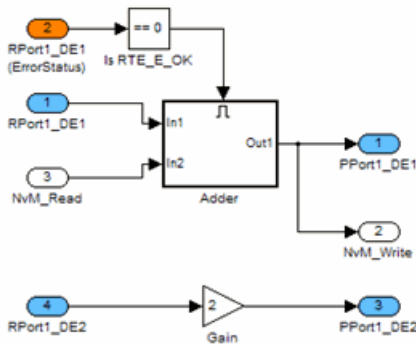 2
== 0
RPort1_DE1
(ErrorStatus)
Is RTE_E_OK
1
RPort1_DE1
In1
Out1
1
PPort1_DE1
3
In2
NvM_Read
Adder
2
NvM_Write
4
2
3
RPort1_DE2
Gain
PPort1_DE2